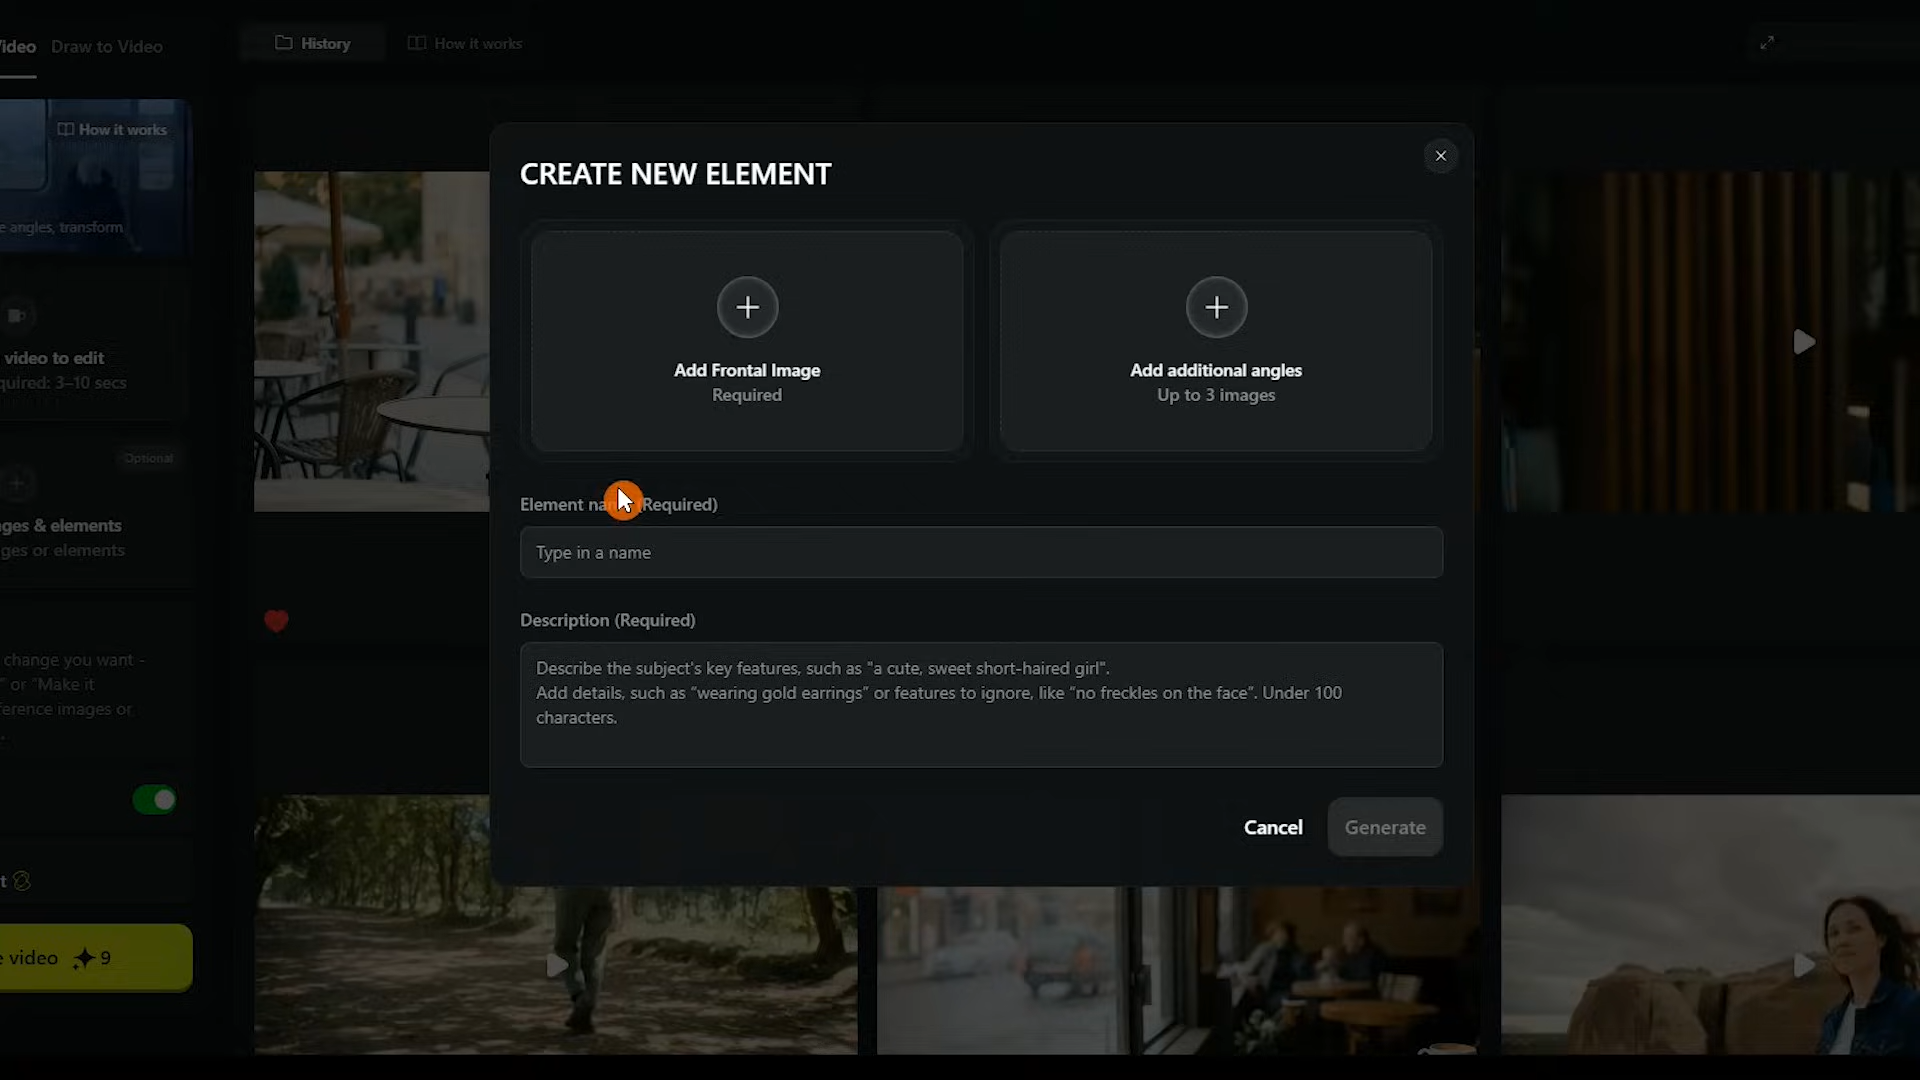 Video Draw to Video
History
How it works
How it works
e angles, transform
video to edit
quired: 3–10 secs
Optional
ges & elements
ges or elements
change you want -
" or "Make it
ference images or
.
t
e video 9
CREATE NEW ELEMENT
Add Frontal Image
Required
Add additional angles
Up to 3 images
Element (Required)
Type in a name
Description (Required)
Describe the subject's key features, such as "a cute, sweet short-haired girl".
Add details, such as "wearing gold earrings" or features to ignore, like "no freckles on the face". Under 100
characters.
Cancel
Generate